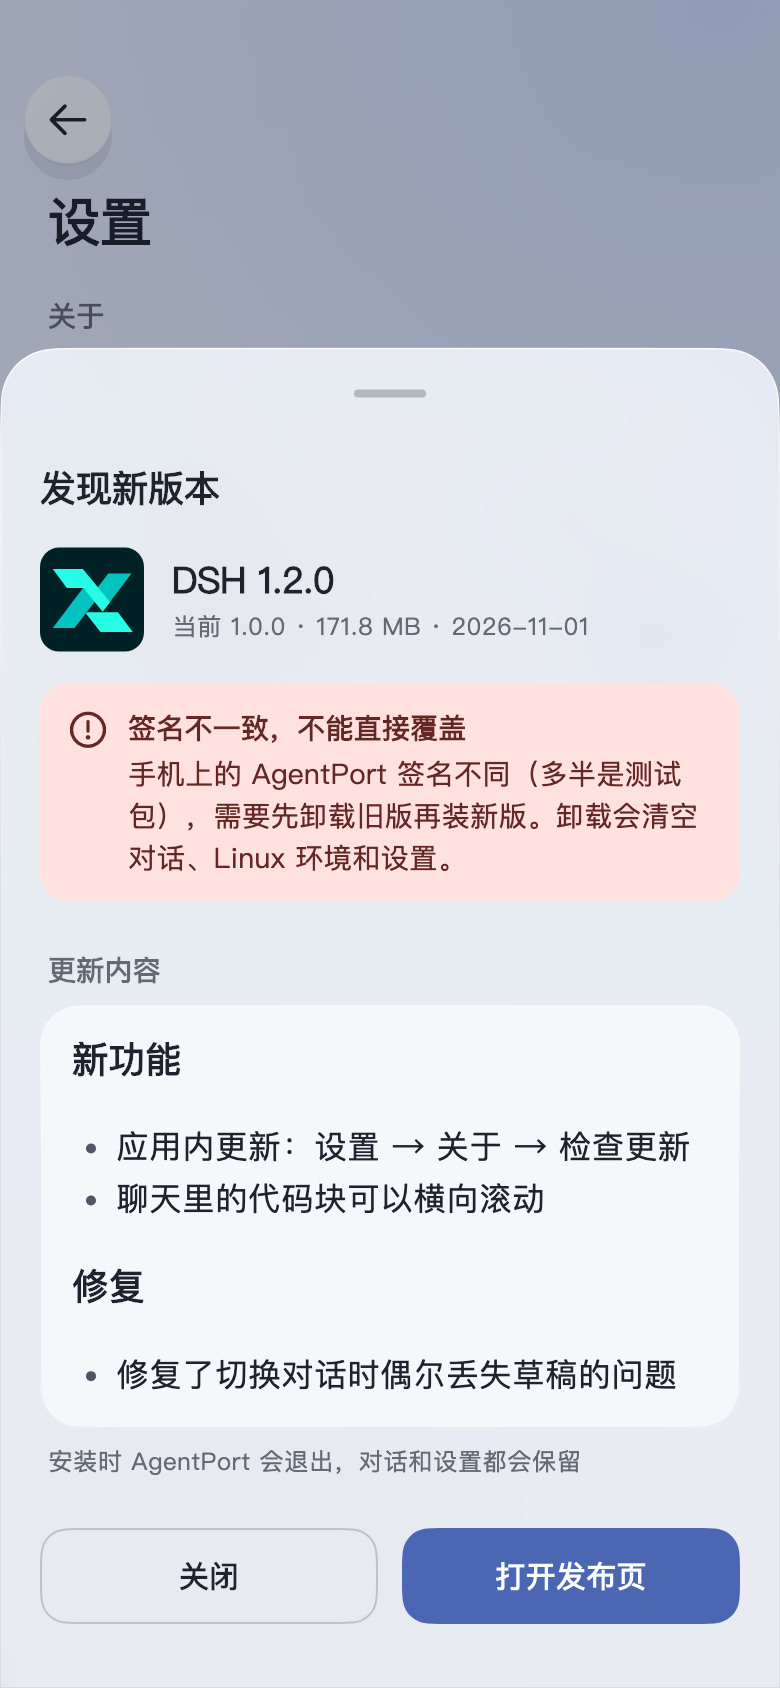 设置
关于
发现新版本
DSH 1.2.0
当前 1.0.0 · 171.8 MB · 2026-11-01
签名不一致，不能直接覆盖
手机上的 AgentPort 签名不同（多半是测试
包），需要先卸载旧版再装新版。卸载会清空
对话、Linux 环境和设置。
更新内容
新功能
• 应用内更新：设置 → 关于 → 检查更新
• 聊天里的代码块可以横向滚动
修复
• 修复了切换对话时偶尔丢失草稿的问题
安装时 AgentPort 会退出，对话和设置都会保留
关闭
打开发布页